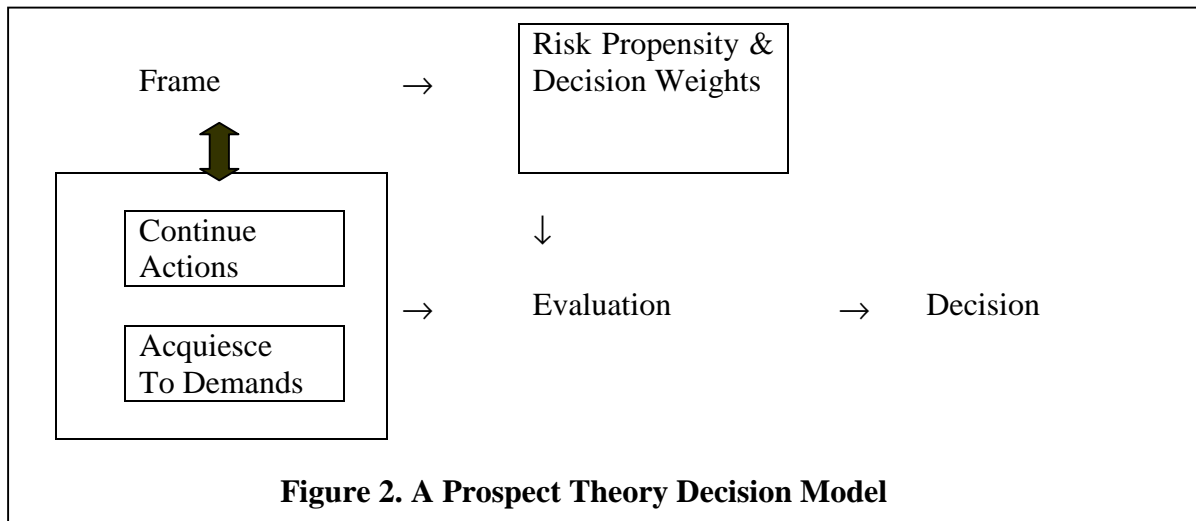 Frame
→
Risk Propensity &
Decision Weights
Continue
Actions
Acquiesce
To Demands
↓
→
Evaluation
→
Decision
Figure 2. A Prospect Theory Decision Model